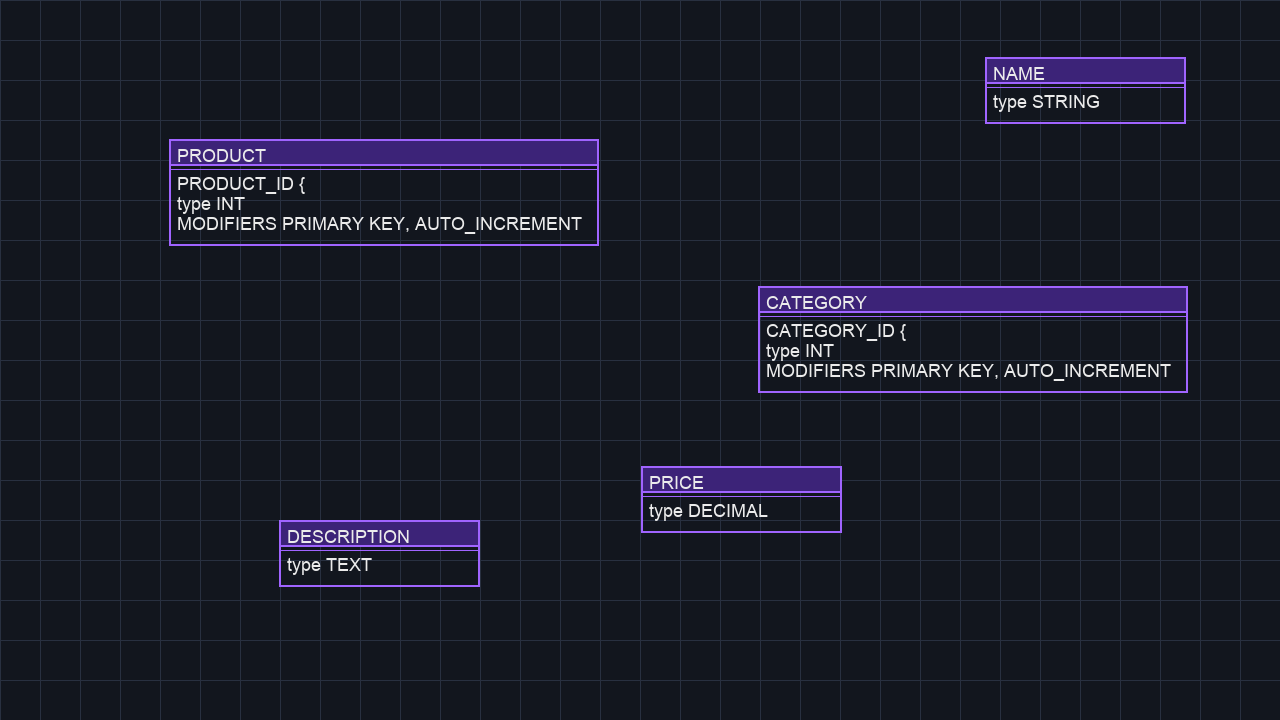 NAME
type STRING
PRODUCT
PRODUCT_ID {
type INT
MODIFIERS PRIMARY KEY, AUTO_INCREMENT
CATEGORY
CATEGORY_ID {
type INT
MODIFIERS PRIMARY KEY, AUTO_INCREMENT
PRICE
type DECIMAL
DESCRIPTION
type TEXT